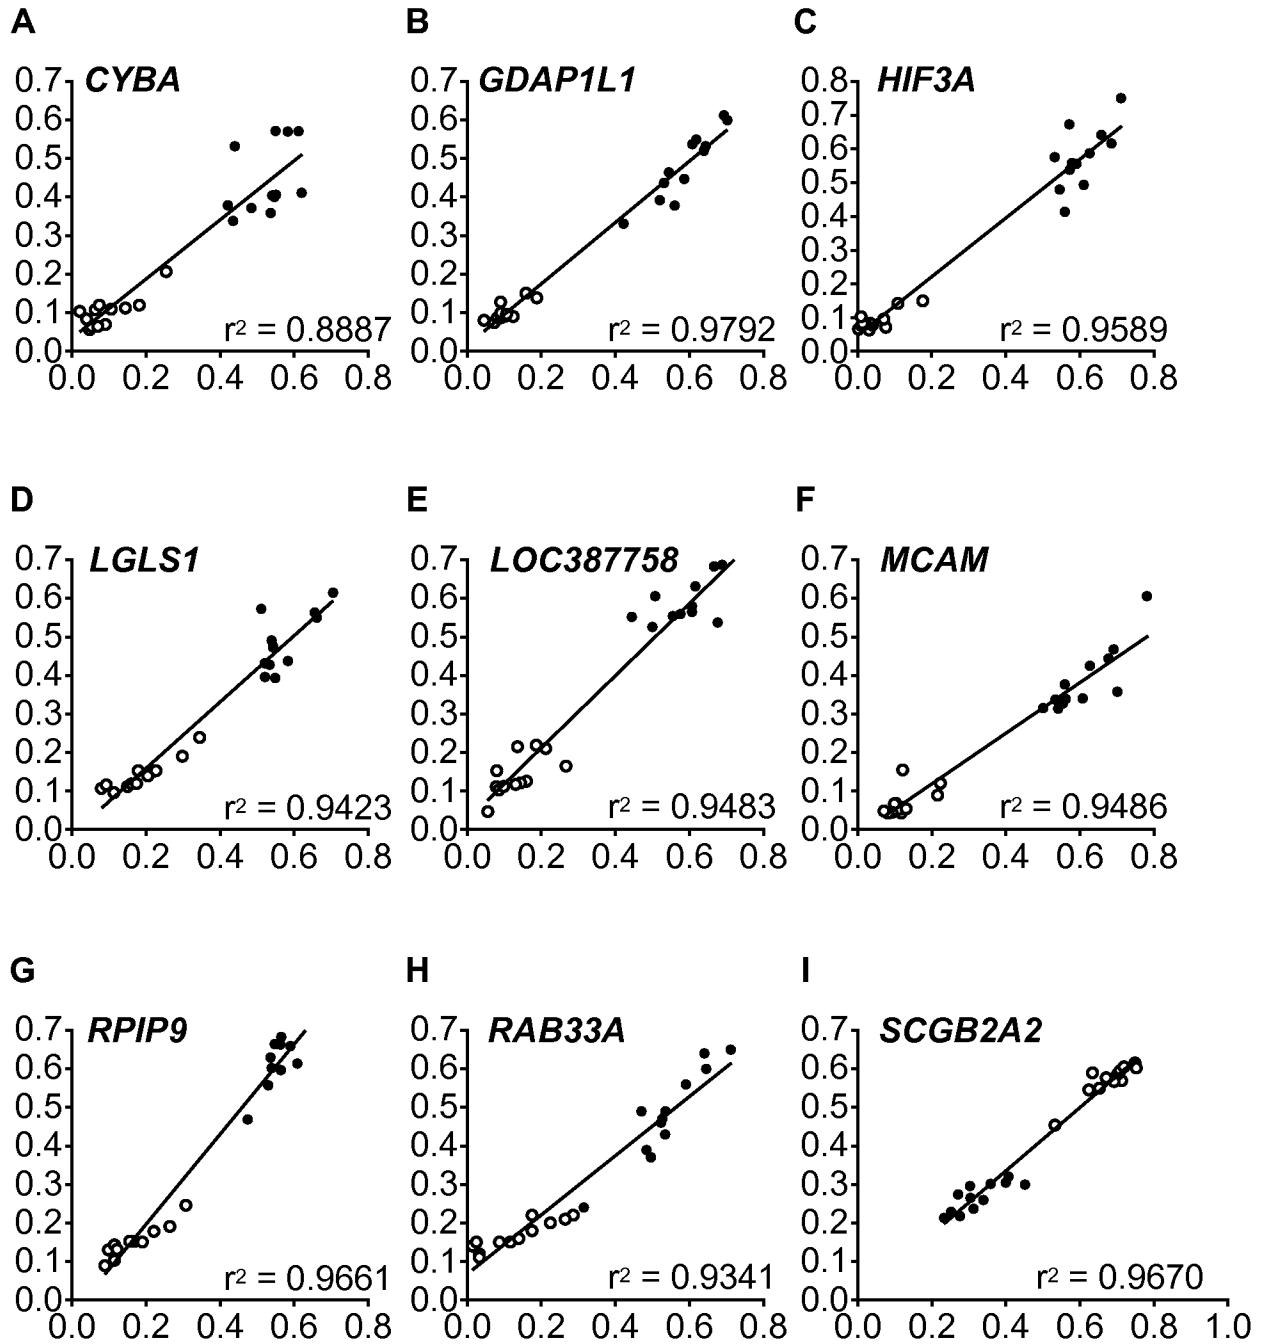 A
CYBA
0.7
0.6
0.5
0.4
0.3
0.2
0.1
0.0
r² = 0.8887
0.0 0.2 0.4 0.6 0.8
B
GDAP1L1
0.7
0.6
0.5
0.4
0.3
0.2
0.1
0.0
r² = 0.9792
0.0 0.2 0.4 0.6 0.8
C
HIF3A
0.8
0.7
0.6
0.5
0.4
0.3
0.2
0.1
0.0
r² = 0.9589
0.0 0.2 0.4 0.6 0.8
D
LGLS1
0.7
0.6
0.5
0.4
0.3
0.2
0.1
0.0
r² = 0.9423
0.0 0.2 0.4 0.6 0.8
E
LOC387758
0.7
0.6
0.5
0.4
0.3
0.2
0.1
0.0
r² = 0.9483
0.0 0.2 0.4 0.6 0.8
F
MCAM
0.7
0.6
0.5
0.4
0.3
0.2
0.1
0.0
r² = 0.9486
0.0 0.2 0.4 0.6 0.8
G
RPIP9
0.7
0.6
0.5
0.4
0.3
0.2
0.1
0.0
r² = 0.9661
0.0 0.2 0.4 0.6 0.8
H
RAB33A
0.7
0.6
0.5
0.4
0.3
0.2
0.1
0.0
r² = 0.9341
0.0 0.2 0.4 0.6 0.8
I
SCGB2A2
0.7
0.6
0.5
0.4
0.3
0.2
0.1
0.0
r² = 0.9670
0.0 0.2 0.4 0.6 0.8 1.0